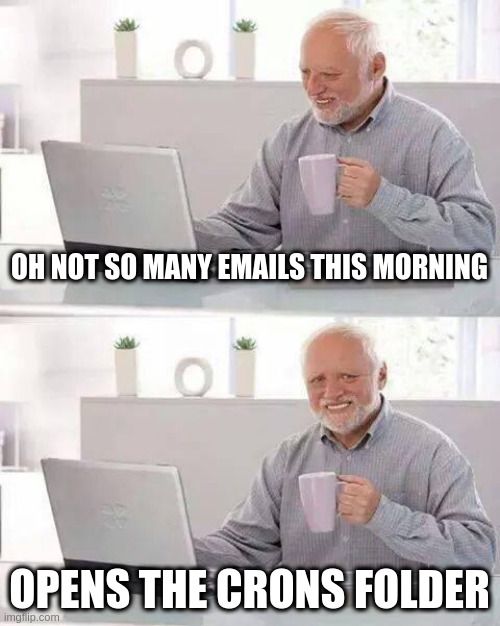 OH NOT SO MANY EMAILS THIS MORNING
OPENS THE CRONS FOLDER
imgflip.com